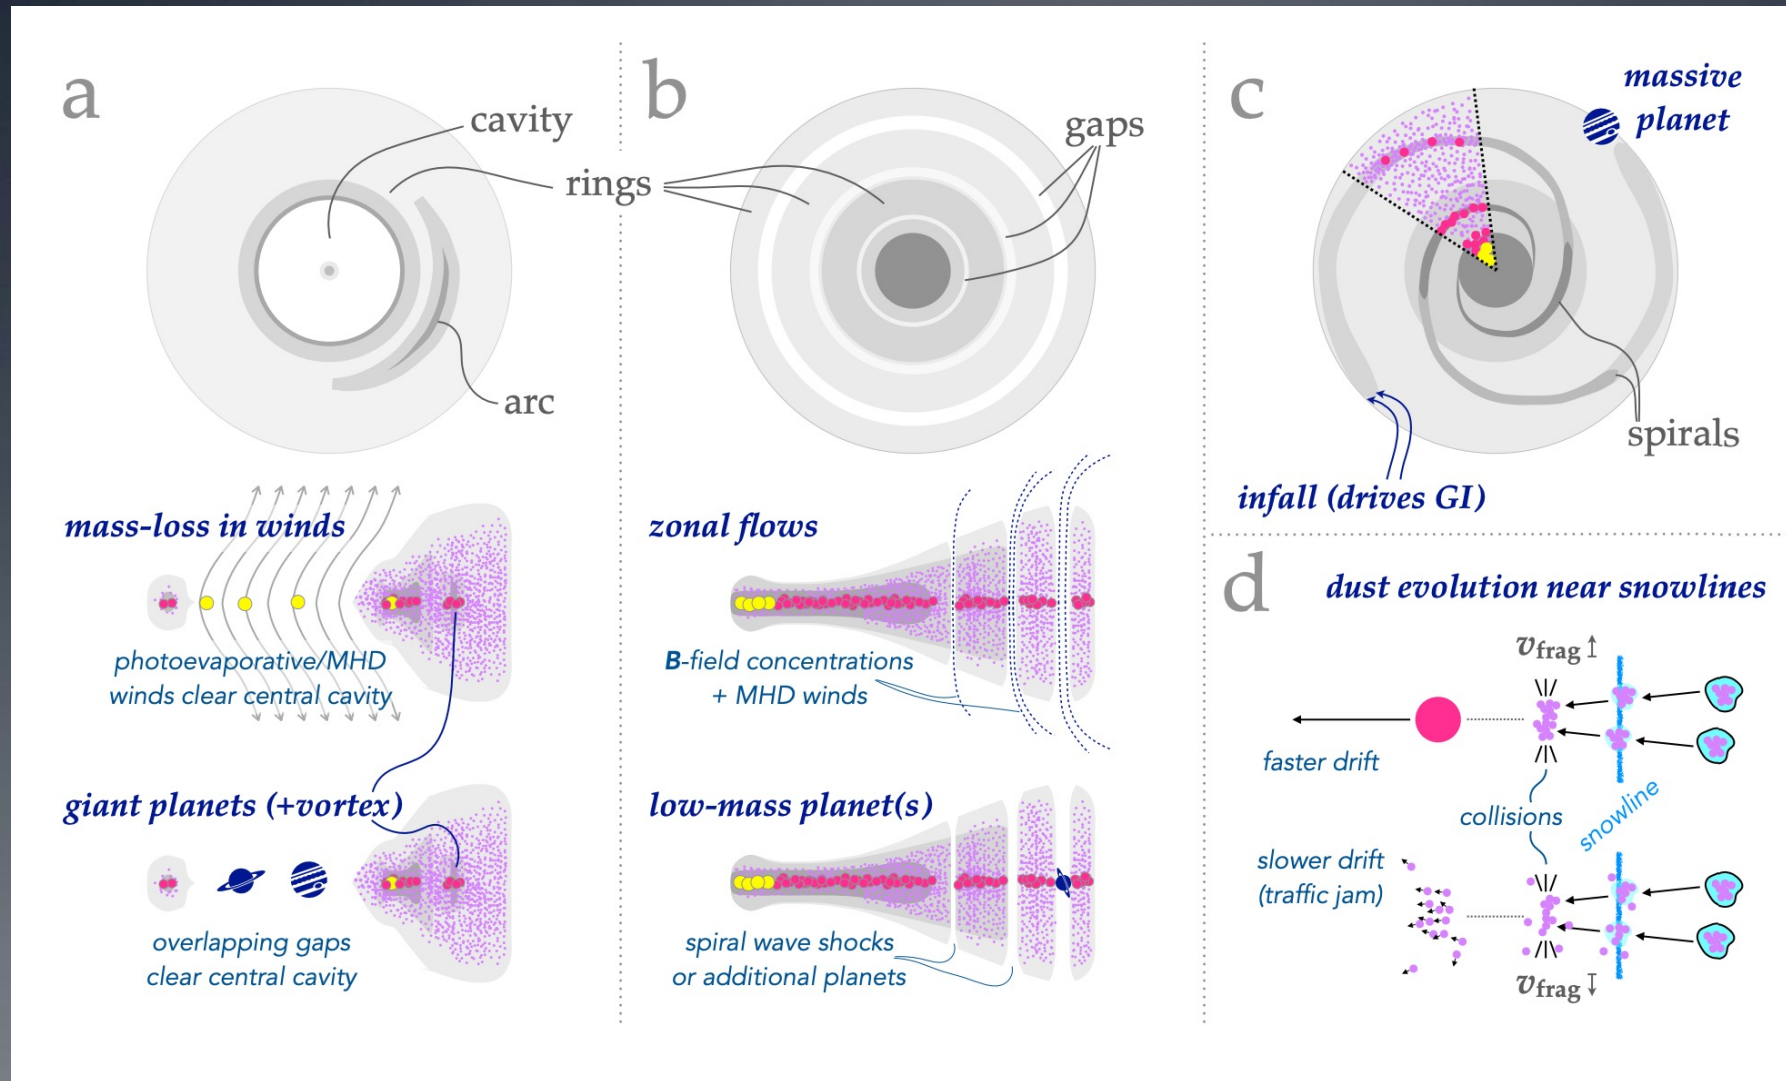 a
cavity
rings
arc
mass-loss in winds
photoevaporative/MHD
winds clear central cavity
giant planets (+vortex)
overlapping gaps
clear central cavity
b
gaps
zonal flows
B-field concentrations
+ MHD winds
low-mass planet(s)
spiral wave shocks
or additional planets
c
massive
planet
spirals
infall (drives GI)
d
dust evolution near snowlines
vfrag ↑
faster drift
collisions
snowline
slower drift
(traffic jam)
vfrag ↓